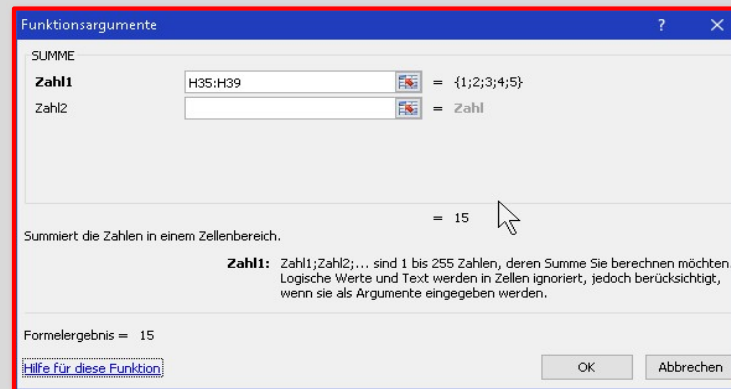 Funktionsargumente ? ×
SUMME
Zahl1 H35:H39 = {1;2;3;4;5}
Zahl2 = Zahl
= 15
Summiert die Zahlen in einem Zellenbereich.
Zahl1: Zahl1;Zahl2;... sind 1 bis 255 Zahlen, deren Summe Sie berechnen möchten.
Logische Werte und Text werden in Zellen ignoriert, jedoch berücksichtigt,
wenn sie als Argumente eingegeben werden.
Formelergebnis = 15
Hilfe für diese Funktion OK Abbrechen